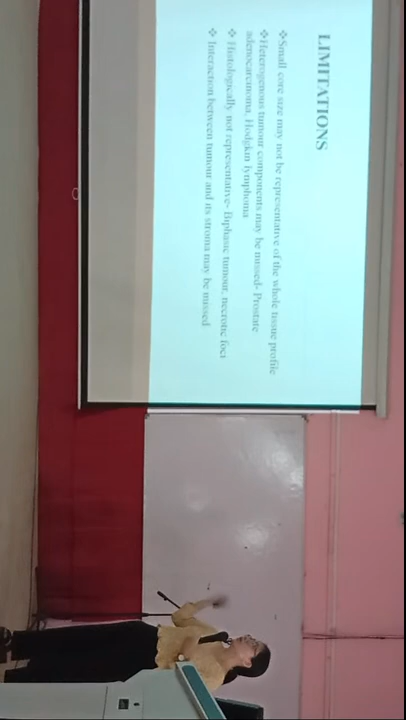 LIMITATIONS
❖Small core size may not be representative of the whole tissue profile
❖Heterogenous tumour components may be missed- Prostate
adenocarcinoma, Hodgkin lymphoma
❖ Histologically not representative- Biphasic tumour, necrotic foci
❖ Interaction between tumour and its stroma may be missed